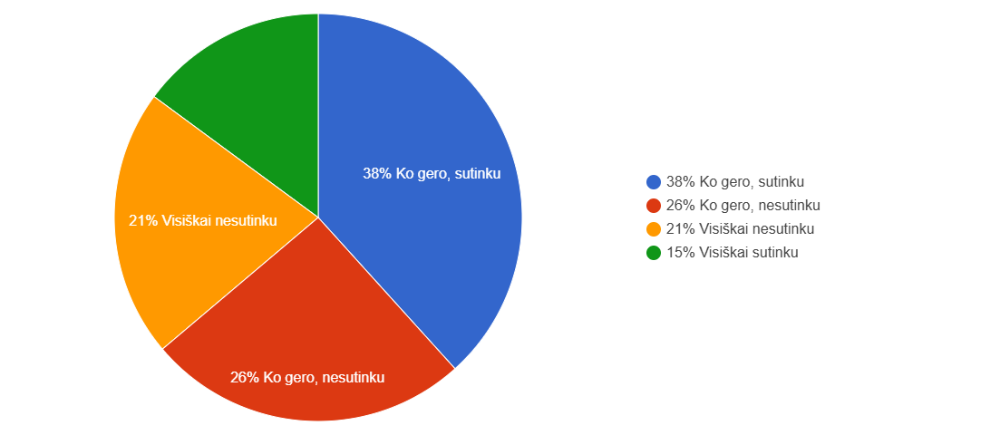 38% Ko gero, sutinku
21% Visiškai nesutinku
26% Ko gero, nesutinku
38% Ko gero, sutinku
26% Ko gero, nesutinku
21% Visiškai nesutinku
15% Visiškai sutinku